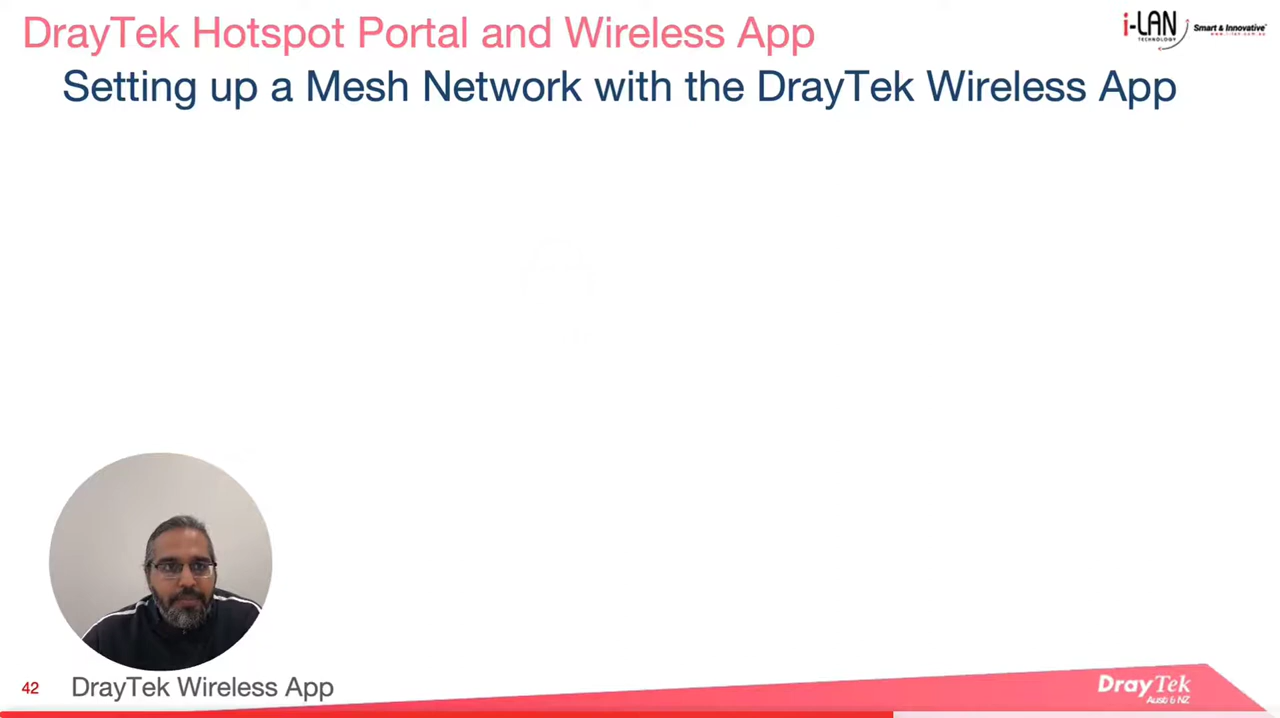 DrayTek Hotspot Portal and Wireless App
i-LAN
TECHNOLOGY
Smart & Innovative
Setting up a Mesh Network with the DrayTek Wireless App
42
DrayTek Wireless App
DrayTek
Aust & NZ